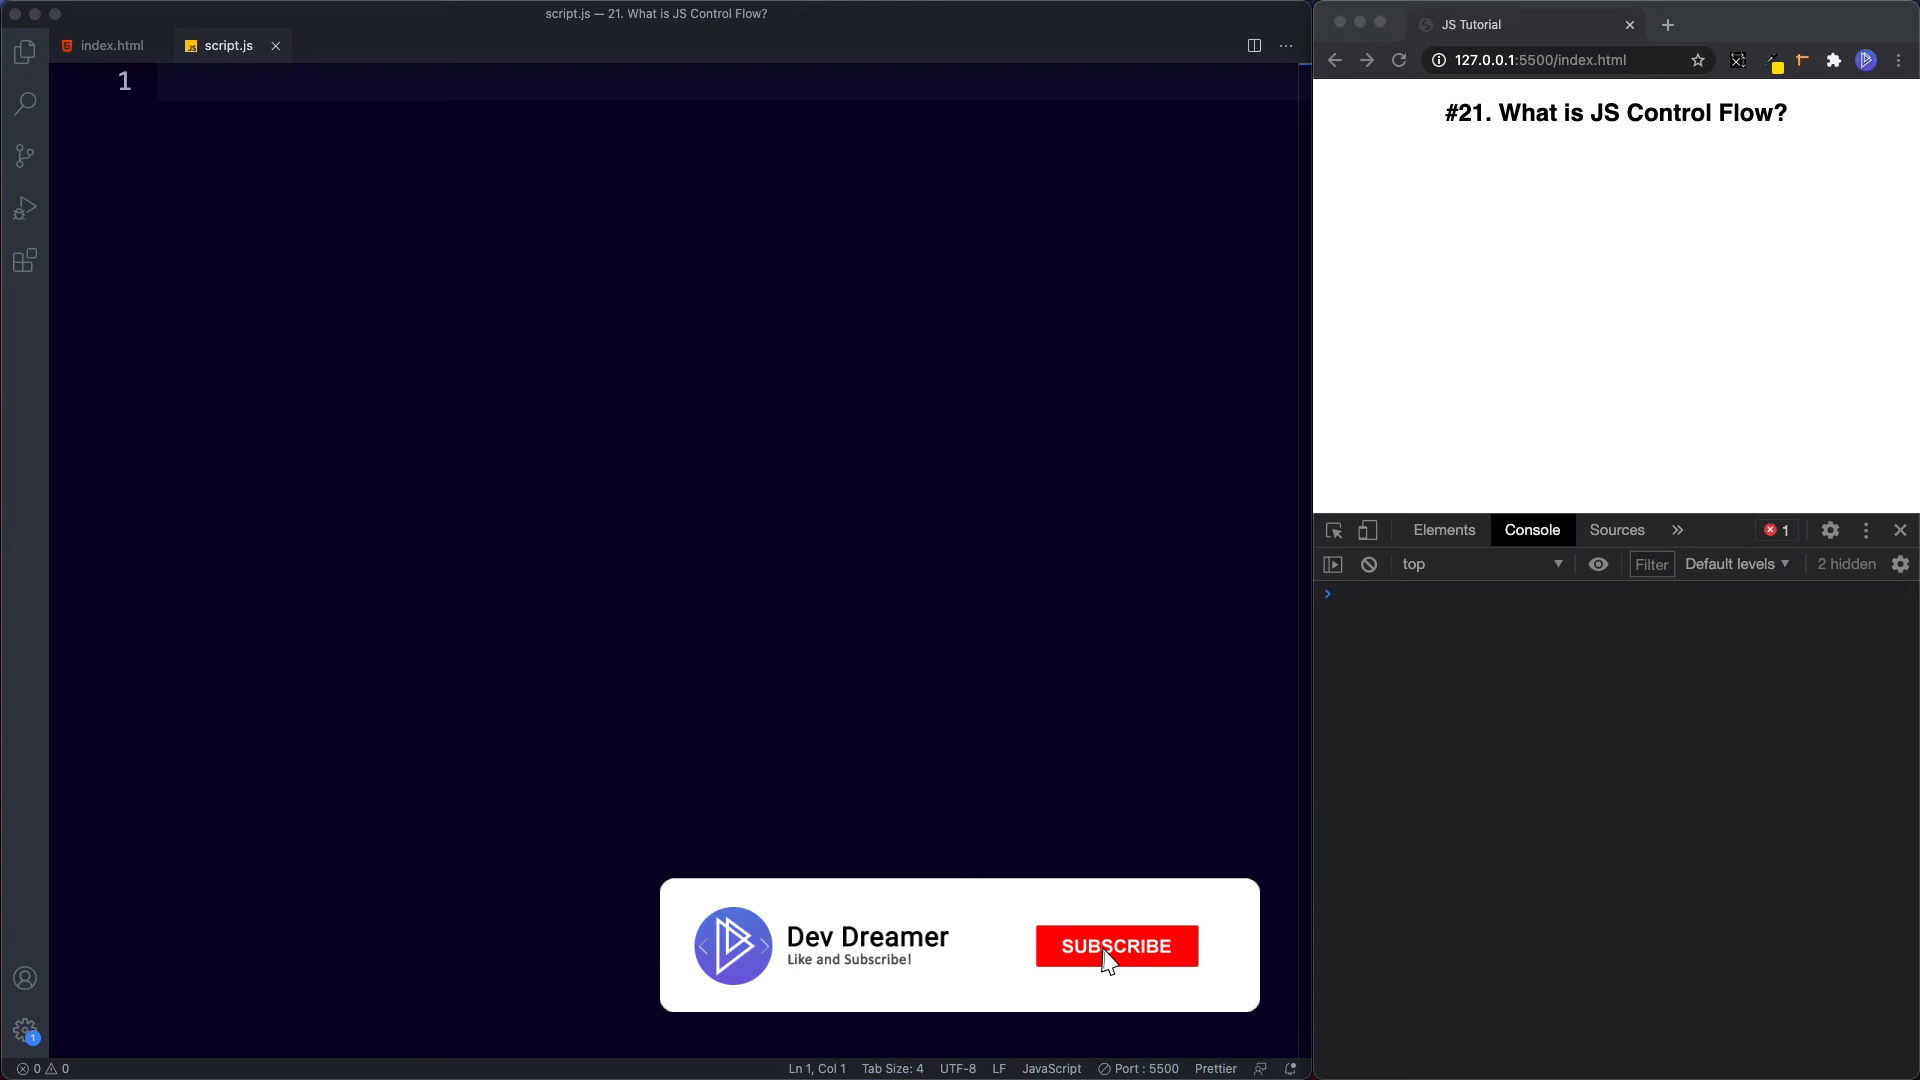 script.js — 21. What is JS Control Flow?
index.html
script.js
1
JS Tutorial
127.0.0.1:5500/index.html
#21. What is JS Control Flow?
Elements
Console
Sources
1
top
Filter
Default levels
2 hidden
Dev Dreamer
Like and Subscribe!
SUBSCRIBE
1
0 0
Ln 1, Col 1
Tab Size: 4
UTF-8
LF
JavaScript
Port : 5500
Prettier